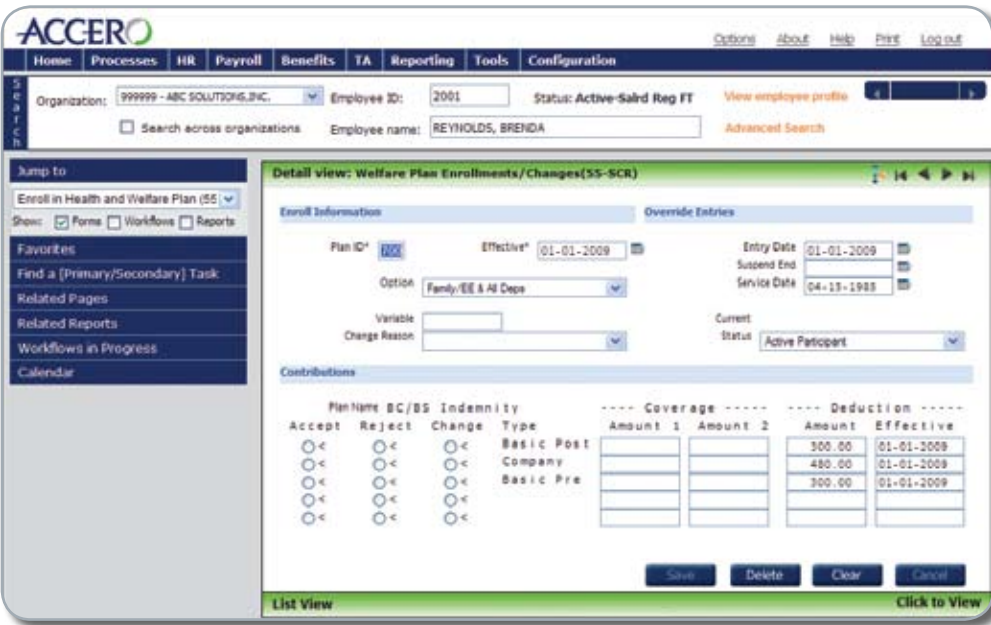 ACCERO
Options About Help Print Log out
Home Processes HR Payroll Benefits TA Reporting Tools Configuration
Search
Organization: 999999 - ABC SOLUTIONS,INC. Employee ID: 2001 Status: Active-Salrd Reg FT View employee profile
Search across organizations Employee name: REYNOLDS, BRENDA Advanced Search
Jump to
Enroll in Health and Welfare Plan (55
Show: Forms Workflows Reports
Favorites
Find a [Primary/Secondary] Task
Related Pages
Related Reports
Workflows in Progress
Calendar
Detail view: Welfare Plan Enrollments/Changes(55-SCR)
Enroll Information Override Entries
Plan ID* 200 Effective* 01-01-2009 Entry Date 01-01-2009
Suspend End
Option Family/EE & All Deps Service Date 04-15-1985
Variable Current
Change Reason Status Active Participant
Contributions
Plan Name BC/BS Indemnity ---- Coverage ----- ---- Deduction -----
Accept Reject Change Type Amount 1 Amount 2 Amount Effective
< < < Basic Post 300.00 01-01-2009
< < < Company 480.00 01-01-2009
< < < Basic Pre 300.00 01-01-2009
< < <
< < <
Save Delete Clear Cancel
List View Click to View